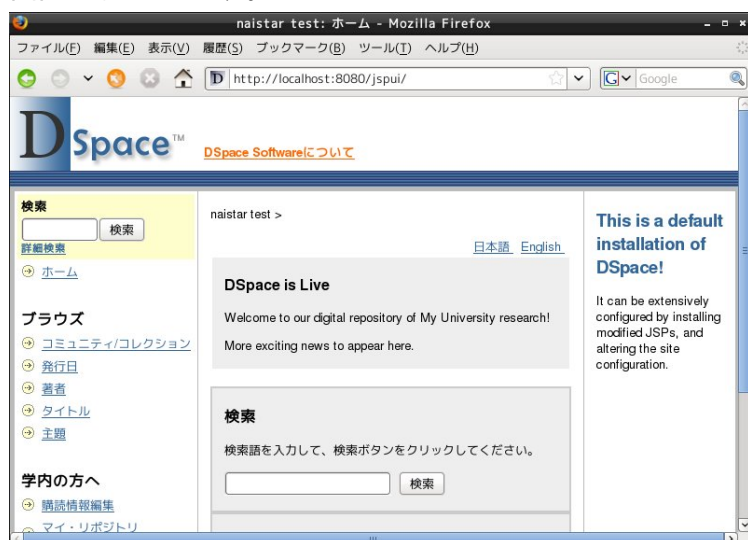 naistar test: ホーム - Mozilla Firefox
ファイル(F) 編集(E) 表示(V) 履歴(S) ブックマーク(B) ツール(T) ヘルプ(H)
http://localhost:8080/jspui/
G Google
DSpace™
DSpace Softwareについて
検索
検索
詳細検索
ホーム
ブラウズ
コミュニティ/コレクション
発行日
著者
タイトル
主題
学内の方へ
購読情報編集
マイ・リポジトリ
naistar test >
日本語 English
DSpace is Live
Welcome to our digital repository of My University research!
More exciting news to appear here.
検索
検索語を入力して、検索ボタンをクリックしてください。
検索
This is a default
installation of
DSpace!
It can be extensively
configured by installing
modified JSPs, and
altering the site
configuration.